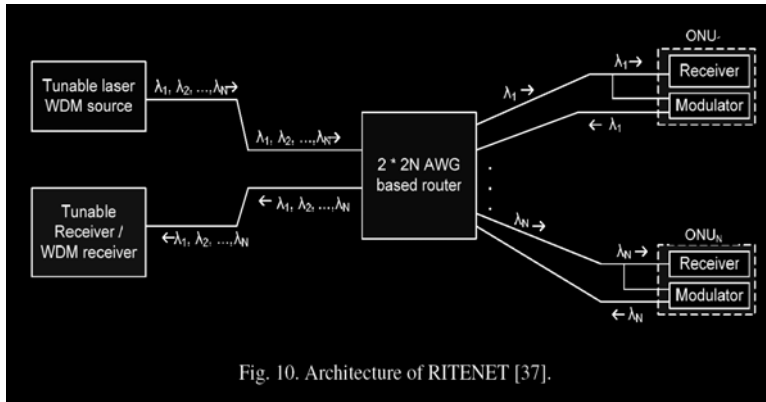 ONU-
λ₁→
Receiver
Tunable laser
WDM source
λ₁, λ₂, ...,λN→
λ₁→
Modulator
←λ₁
λ₁, λ₂, ...,λN→
2 * 2N AWG
based router
.
.
.
Tunable
Receiver /
WDM receiver
←λ₁, λ₂, ...,λN
←λ₁, λ₂, ...,λN
λN→
ONUN
λN→
Receiver
Modulator
←λN
Fig. 10. Architecture of RITENET [37].